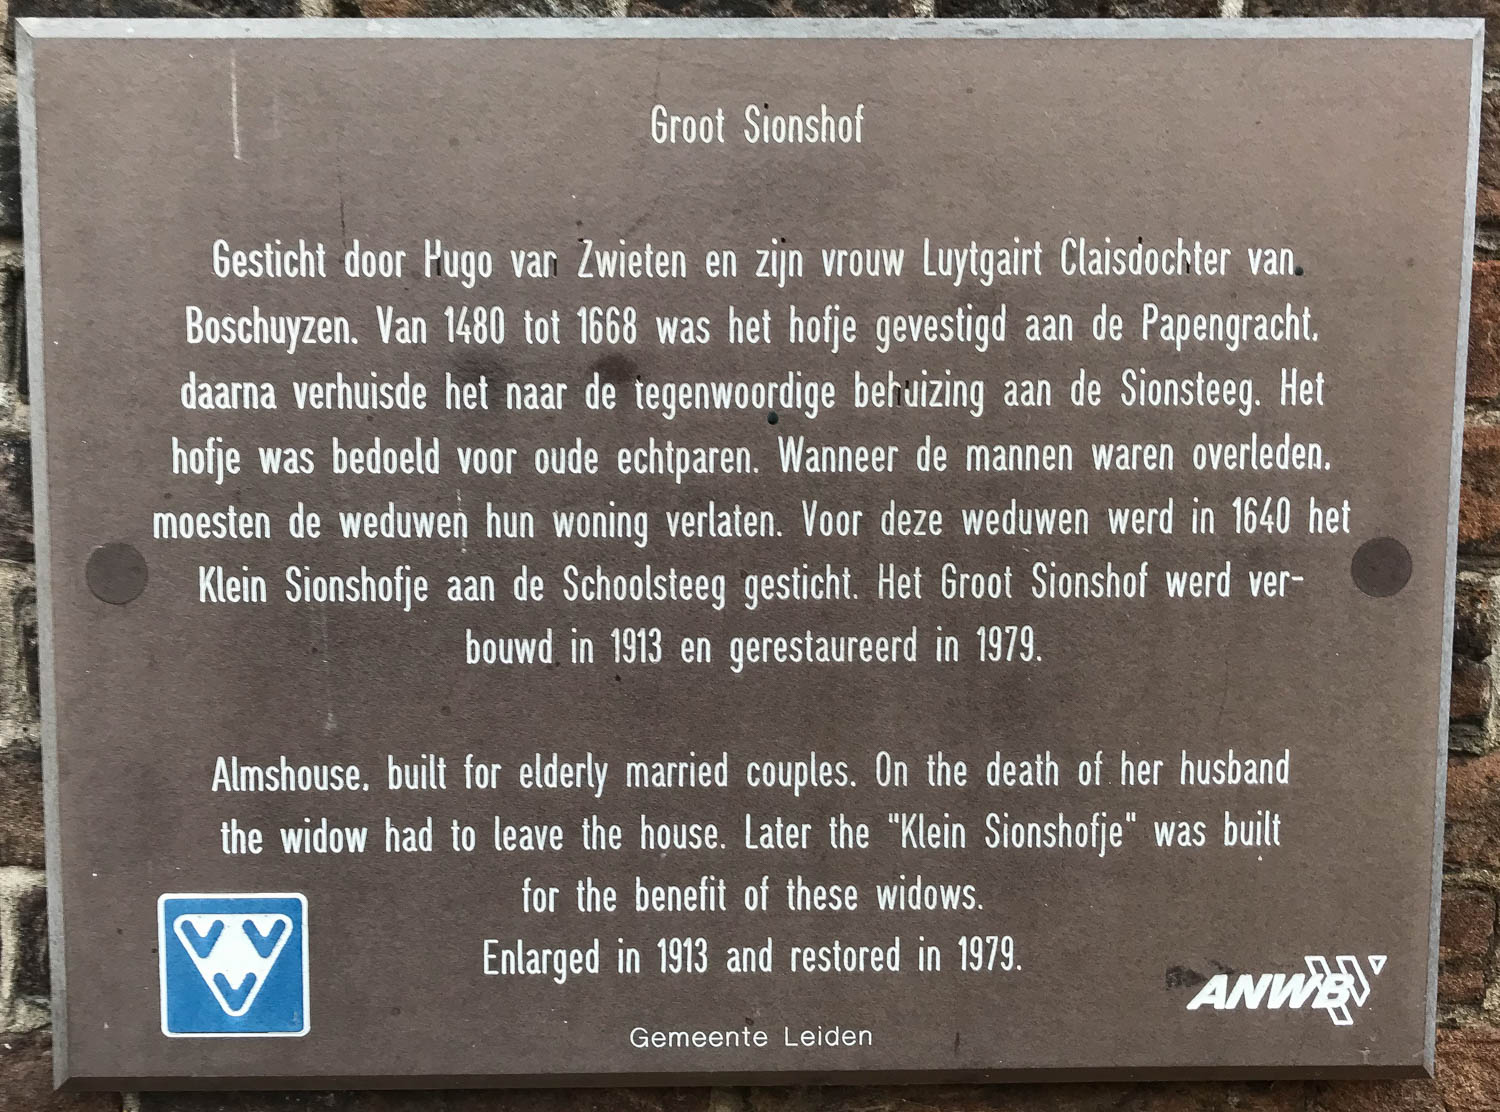 Groot Sionshof
Gesticht door Hugo van Zwieten en zijn vrouw Luytgairt Claisdochter van
Boschuyzen. Van 1480 tot 1668 was het hofje gevestigd aan de Papengracht,
daarna verhuisde het naar de tegenwoordige behuizing aan de Sionsteeg. Het
hofje was bedoeld voor oude echtparen. Wanneer de mannen waren overleden,
moesten de weduwen hun woning verlaten. Voor deze weduwen werd in 1640 het
Klein Sionshofje aan de Schoolsteeg gesticht. Het Groot Sionshof werd ver-
bouwd in 1913 en gerestaureerd in 1979.
Almshouse, built for elderly married couples. On the death of her husband
the widow had to leave the house. Later the "Klein Sionshofje" was built
for the benefit of these widows.
Enlarged in 1913 and restored in 1979.
VVV
ANWB
Gemeente Leiden